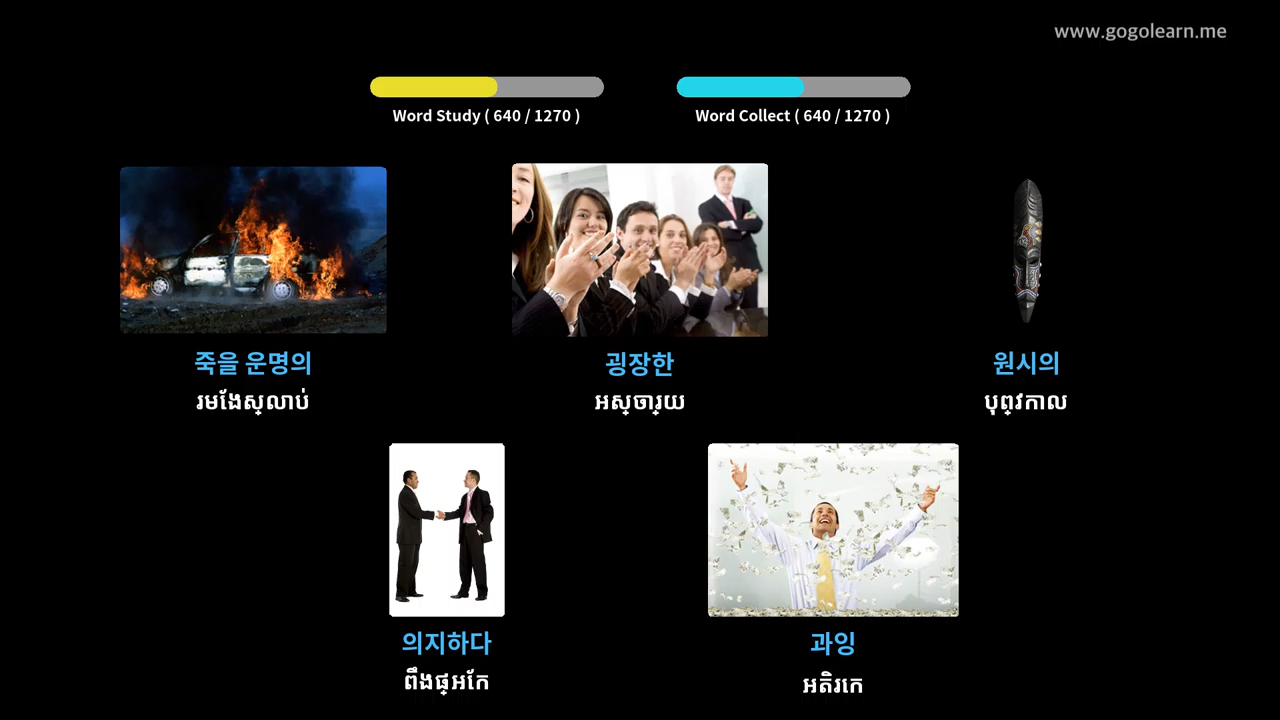 www.gogolearn.me
Word Study ( 640 / 1270 )
Word Collect ( 640 / 1270 )
죽을 운명의
រមែងស្លាប់
굉장한
អស្ចារ្យ
원시의
បុព្វកាល
의지하다
ពឹងផ្អែក
과잉
អតិរេក